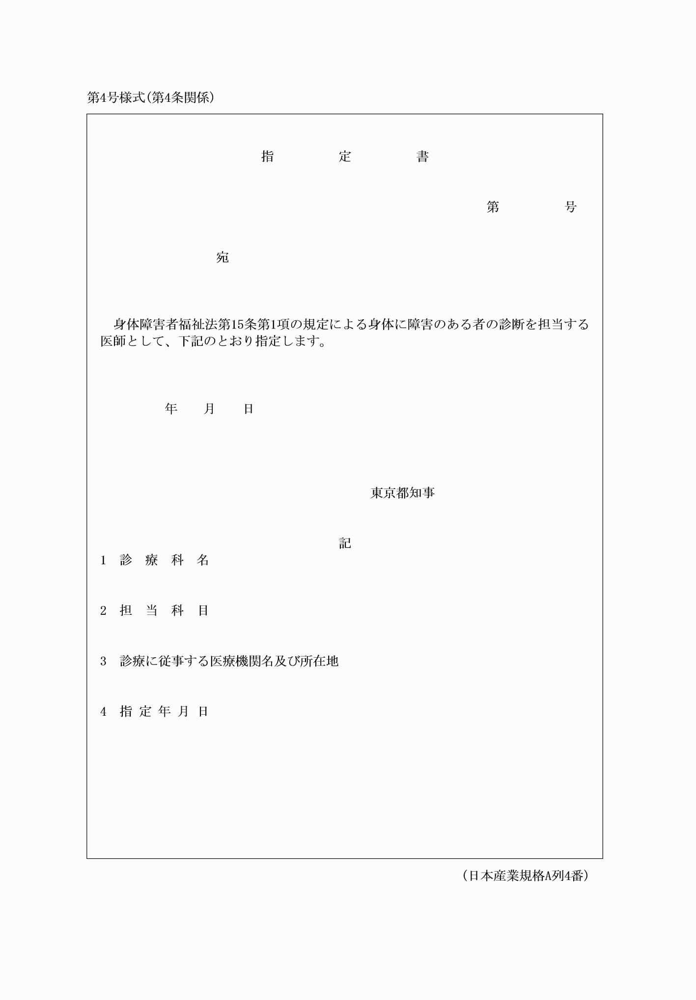 第4号様式(第4条関係)
指　　　　　定　　　　　書
第　　　　　号
宛
身体障害者福祉法第15条第1項の規定による身体に障害のある者の診断を担当する
医師として、下記のとおり指定します。
年　　月　　日
東京都知事
記
1　診　療　科　名
2　担　当　科　目
3　診療に従事する医療機関名及び所在地
4　指 定 年 月 日
(日本産業規格A列4番)